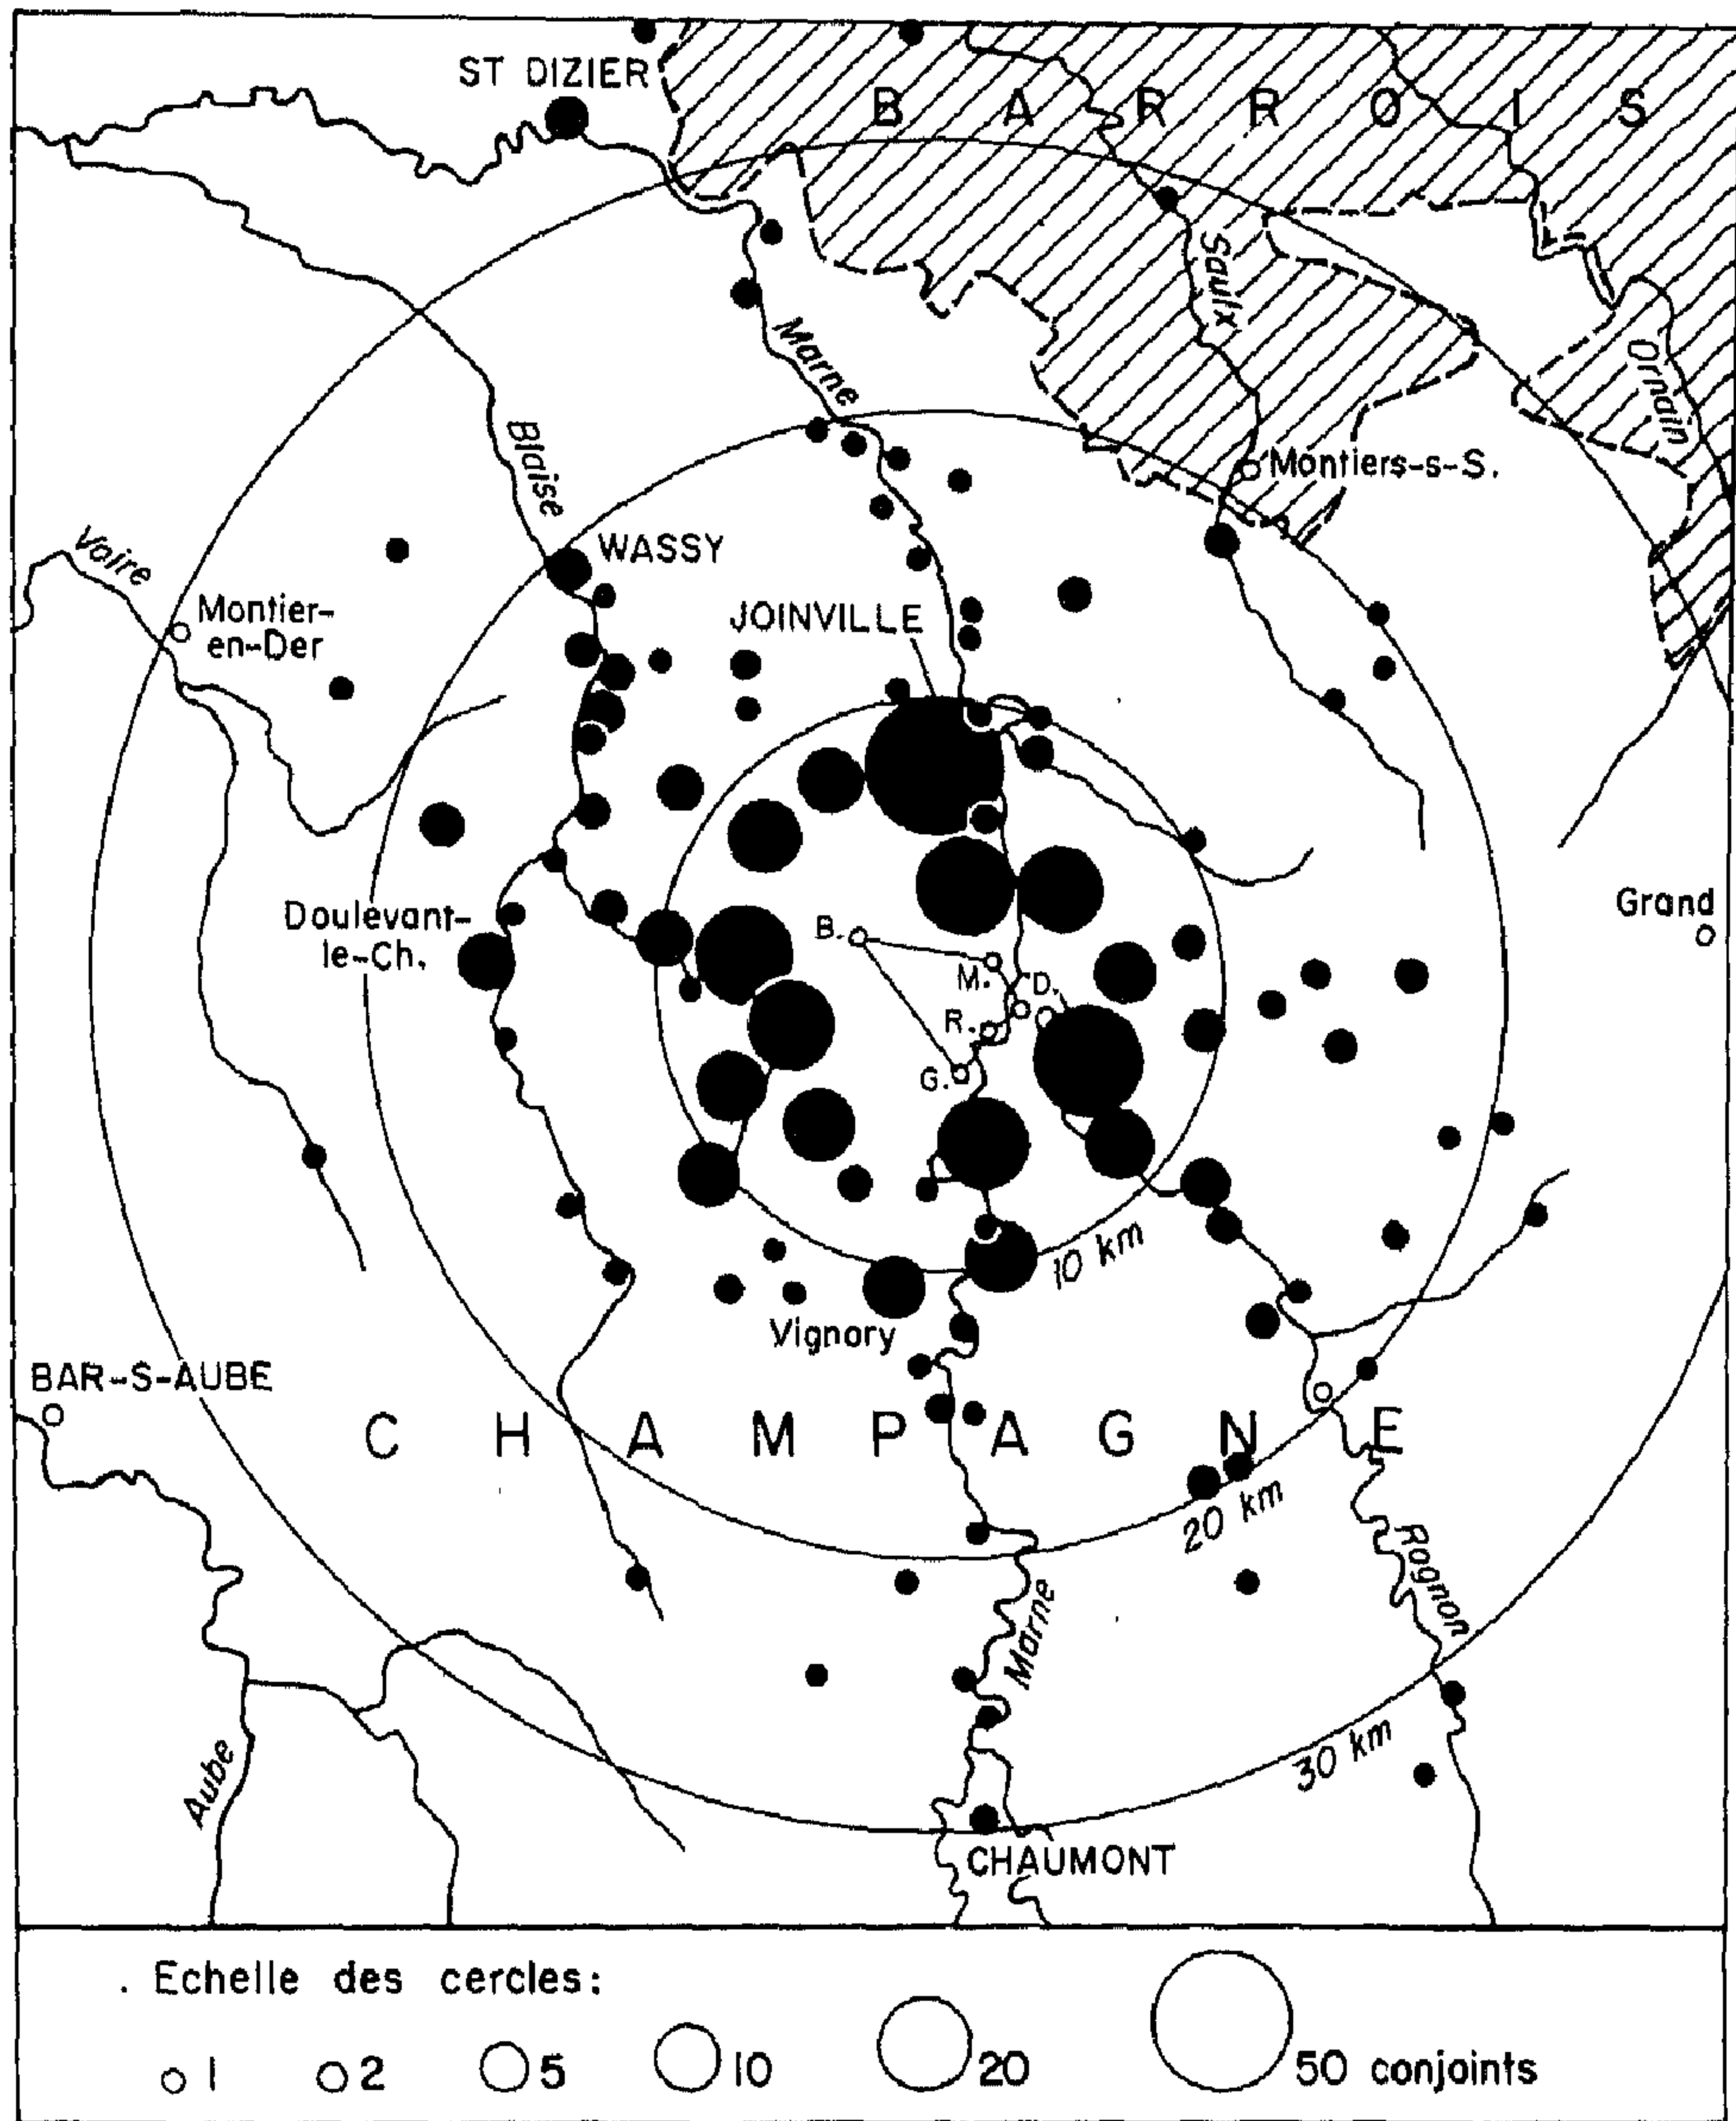 ST DIZIER
B A R R O I S
Saulx
Marne
Ornain
Blaise
Montiers-s-S.
Voire
WASSY
Montier-
en-Der
JOINVILLE
Grand
Doulevant-
le-Ch.
B.
M.
D.
R.
G.
10 km
Vignory
BAR-S-AUBE
C H A M P A G N E
20 km
Rognon
Marne
30 km
Aube
CHAUMONT
. Echelle des cercles:
1 2 5 10 20 50 conjoints